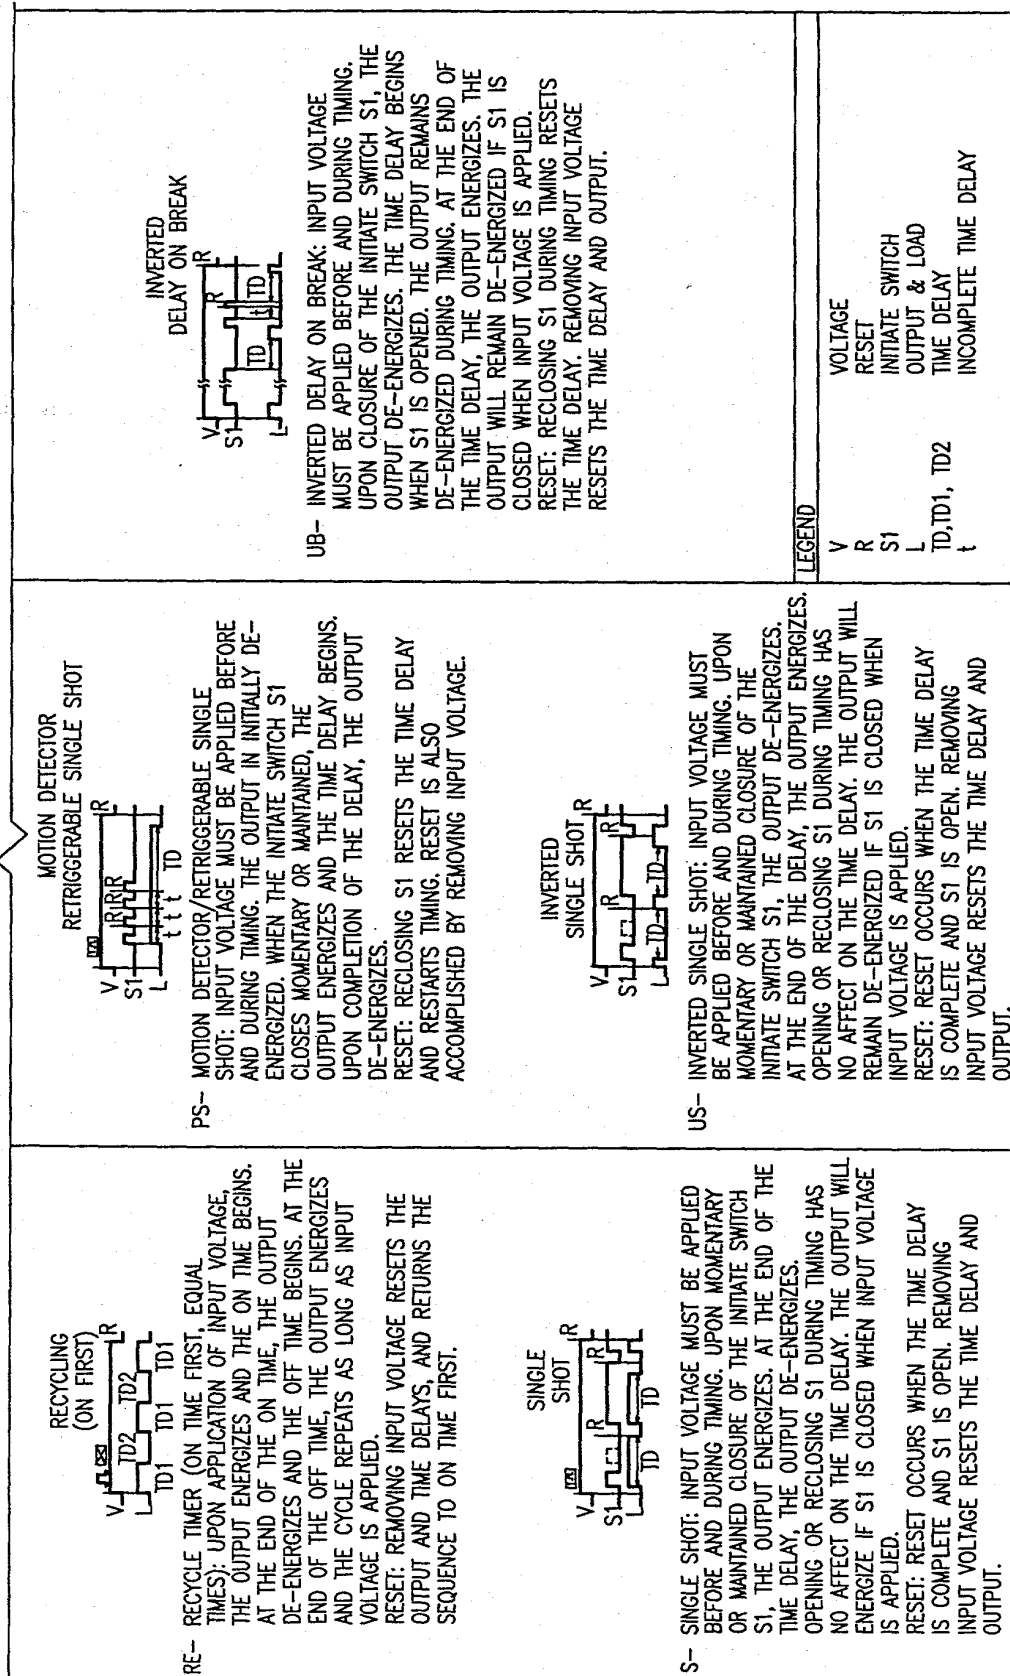 RECYCLING
(ON FIRST)
V
R
L
TD2 TD2
TD1 TD1 TD1
RE- RECYCLE TIMER (ON TIME FIRST, EQUAL
TIMES): UPON APPLICATION OF INPUT VOLTAGE,
THE OUTPUT ENERGIZES AND THE ON TIME BEGINS.
AT THE END OF THE ON TIME, THE OUTPUT
DE-ENERGIZES AND THE OFF TIME BEGINS. AT THE
END OF THE OFF TIME, THE OUTPUT ENERGIZES
AND THE CYCLE REPEATS AS LONG AS INPUT
VOLTAGE IS APPLIED.
RESET: REMOVING INPUT VOLTAGE RESETS THE
OUTPUT AND TIME DELAYS, AND RETURNS THE
SEQUENCE TO ON TIME FIRST.
SINGLE
SHOT
V
R R R
S1
L
TD TD
S- SINGLE SHOT: INPUT VOLTAGE MUST BE APPLIED
BEFORE AND DURING TIMING. UPON MOMENTARY
OR MAINTAINED CLOSURE OF THE INITIATE SWITCH
S1, THE OUTPUT ENERGIZES. AT THE END OF THE
TIME DELAY, THE OUTPUT DE-ENERGIZES.
OPENING OR RECLOSING S1 DURING TIMING HAS
NO AFFECT ON THE TIME DELAY. THE OUTPUT WILL
ENERGIZE IF S1 IS CLOSED WHEN INPUT VOLTAGE
IS APPLIED.
RESET: RESET OCCURS WHEN THE TIME DELAY
IS COMPLETE AND S1 IS OPEN. REMOVING
INPUT VOLTAGE RESETS THE TIME DELAY AND
OUTPUT.
MOTION DETECTOR
RETRIGGERABLE SINGLE SHOT
V
R R R R
S1
L
t t t TD
PS- MOTION DETECTOR/RETRIGGERABLE SINGLE
SHOT: INPUT VOLTAGE MUST BE APPLIED BEFORE
AND DURING TIMING. THE OUTPUT IN INITIALLY DE-
ENERGIZED. WHEN THE INITIATE SWITCH S1
CLOSES MOMENTARY OR MAINTAINED, THE
OUTPUT ENERGIZES AND THE TIME DELAY BEGINS.
UPON COMPLETION OF THE DELAY, THE OUTPUT
DE-ENERGIZES.
RESET: RECLOSING S1 RESETS THE TIME DELAY
AND RESTARTS TIMING. RESET IS ALSO
ACCOMPLISHED BY REMOVING INPUT VOLTAGE.
INVERTED
SINGLE SHOT
V
R R R
S1
L
TD TD TD
US- INVERTED SINGLE SHOT: INPUT VOLTAGE MUST
BE APPLIED BEFORE AND DURING TIMING. UPON
MOMENTARY OR MAINTAINED CLOSURE OF THE
INITIATE SWITCH S1, THE OUTPUT DE-ENERGIZES.
AT THE END OF THE DELAY, THE OUTPUT ENERGIZES.
OPENING OR RECLOSING S1 DURING TIMING HAS
NO AFFECT ON THE TIME DELAY. THE OUTPUT WILL
REMAIN DE-ENERGIZED IF S1 IS CLOSED WHEN
INPUT VOLTAGE IS APPLIED.
RESET: RESET OCCURS WHEN THE TIME DELAY
IS COMPLETE AND S1 IS OPEN. REMOVING
INPUT VOLTAGE RESETS THE TIME DELAY AND
OUTPUT.
INVERTED
DELAY ON BREAK
V
R R
S1
L
TD t TD
UB- INVERTED DELAY ON BREAK: INPUT VOLTAGE
MUST BE APPLIED BEFORE AND DURING TIMING.
UPON CLOSURE OF THE INITIATE SWITCH S1, THE
OUTPUT DE-ENERGIZES. THE TIME DELAY BEGINS
WHEN S1 IS OPENED. THE OUTPUT REMAINS
DE-ENERGIZED DURING TIMING. AT THE END OF
THE TIME DELAY, THE OUTPUT ENERGIZES. THE
OUTPUT WILL REMAIN DE-ENERGIZED IF S1 IS
CLOSED WHEN INPUT VOLTAGE IS APPLIED.
RESET: RECLOSING S1 DURING TIMING RESETS
THE TIME DELAY. REMOVING INPUT VOLTAGE
RESETS THE TIME DELAY AND OUTPUT.
LEGEND
V VOLTAGE
R RESET
S1 INITIATE SWITCH
L OUTPUT & LOAD
TD,TD1, TD2 TIME DELAY
t INCOMPLETE TIME DELAY